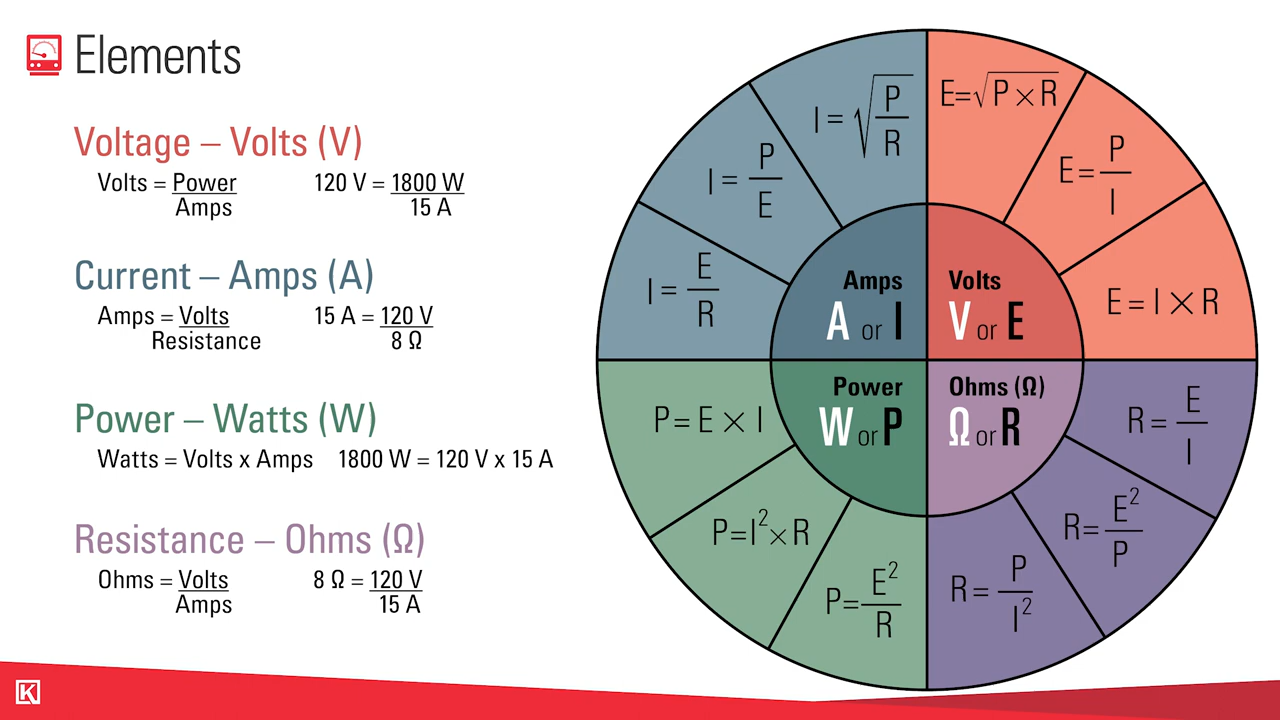 Elements
Voltage – Volts (V)
Volts = Power
Amps
120 V = 1800 W
15 A
Current – Amps (A)
Amps = Volts
Resistance
15 A = 120 V
8 Ω
Power – Watts (W)
Watts = Volts x Amps
1800 W = 120 V x 15 A
Resistance – Ohms (Ω)
Ohms = Volts
Amps
8 Ω = 120 V
15 A
K
I = √P/R
I = P/E
I = E/R
E=√P × R
E= P/I
E = I × R
Amps
A or I
Volts
V or E
Power
W or P
Ohms (Ω)
Ω or R
P= E × I
P=I²×R
P= E²/R
R= E/I
R= E²/P
R= P/I²